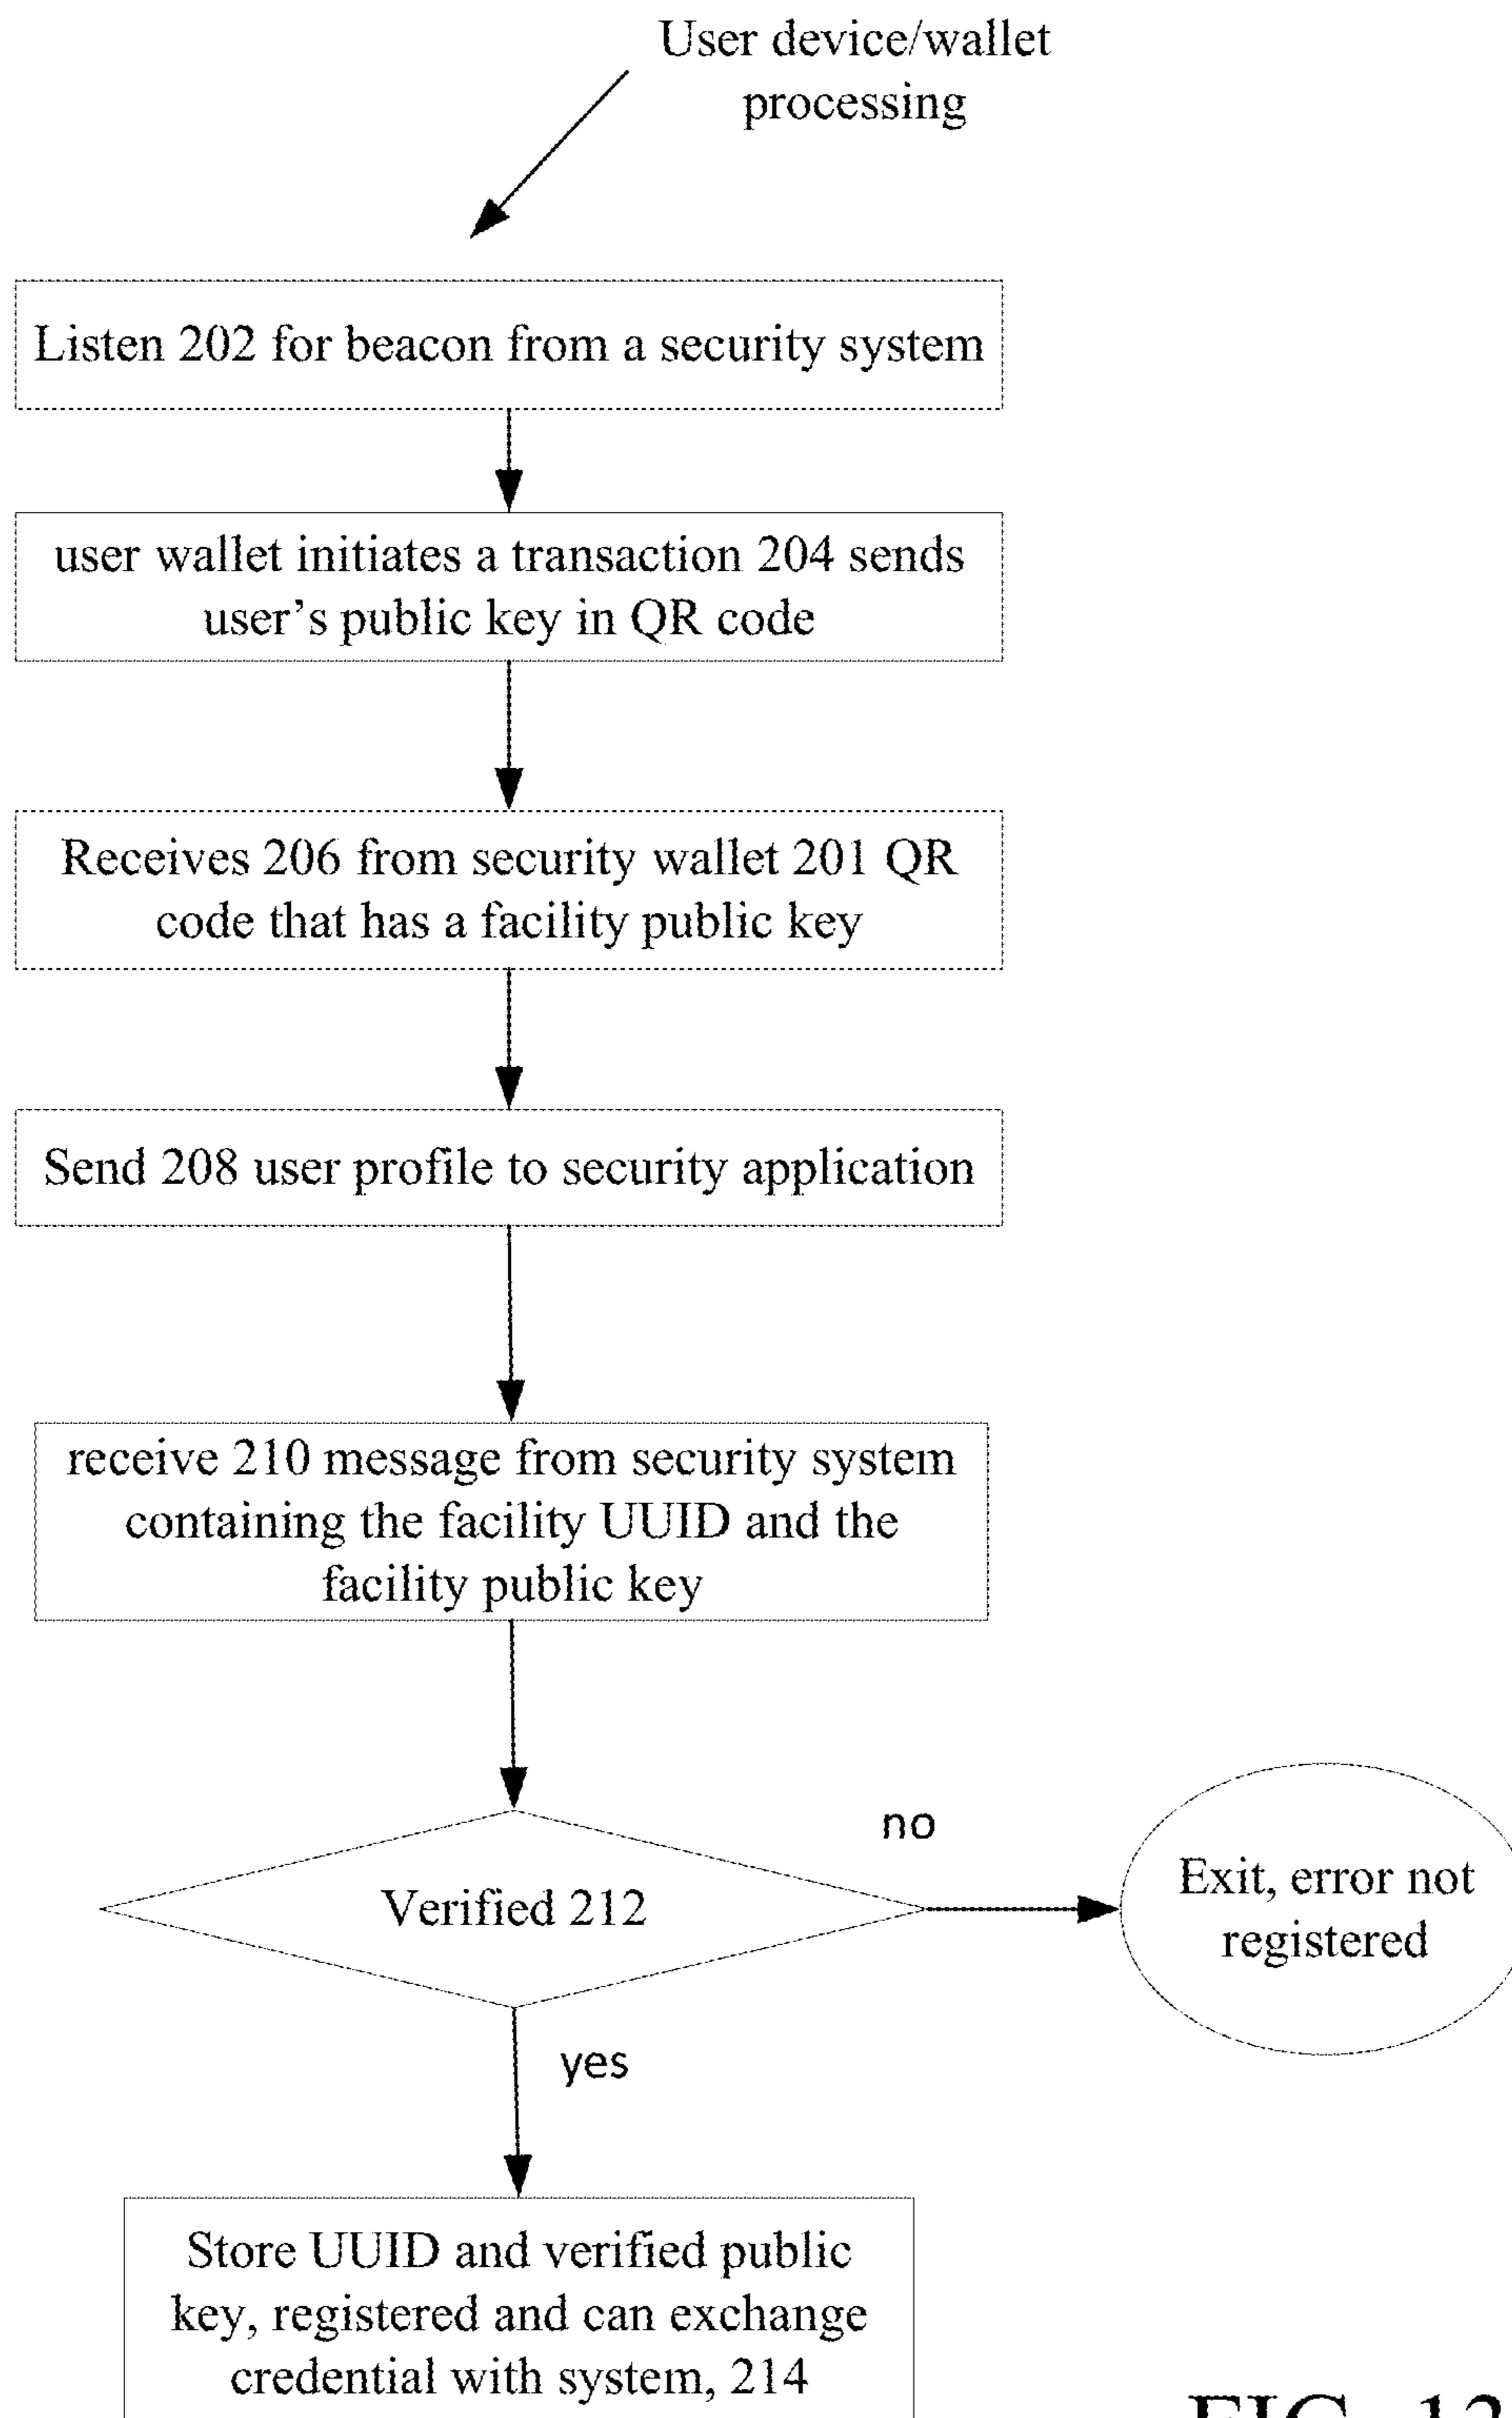 User device/wallet
processing
Listen 202 for beacon from a security system
user wallet initiates a transaction 204 sends
user’s public key in QR code
Receives 206 from security wallet 201 QR
code that has a facility public key
Send 208 user profile to security application
receive 210 message from security system
containing the facility UUID and the
facility public key
Verified 212
no
Exit, error not
registered
yes
Store UUID and verified public
key, registered and can exchange
credential with system, 214
FIG.